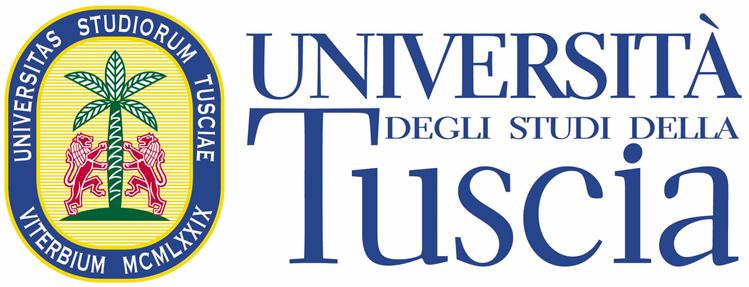 UNIVERSITAS STUDIORUM TUSCIAE
VITERBIUM MCMLXXIX
UNIVERSITÀ
DEGLI STUDI DELLA
Tuscia